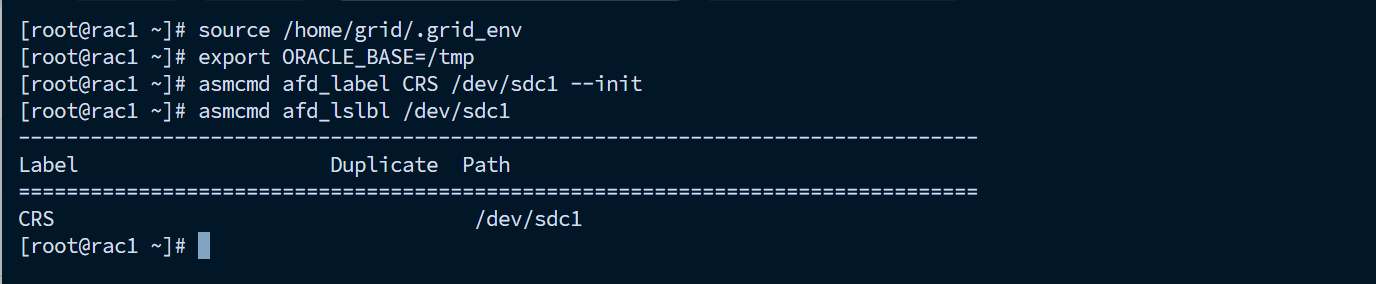 [root@rac1 ~]# source /home/grid/.grid_env
[root@rac1 ~]# export ORACLE_BASE=/tmp
[root@rac1 ~]# asmcmd afd_label CRS /dev/sdc1 --init
[root@rac1 ~]# asmcmd afd_lslbl /dev/sdc1
--------------------------------------------------------------------------------
Label                     Duplicate  Path
================================================================================
CRS                                   /dev/sdc1
[root@rac1 ~]#